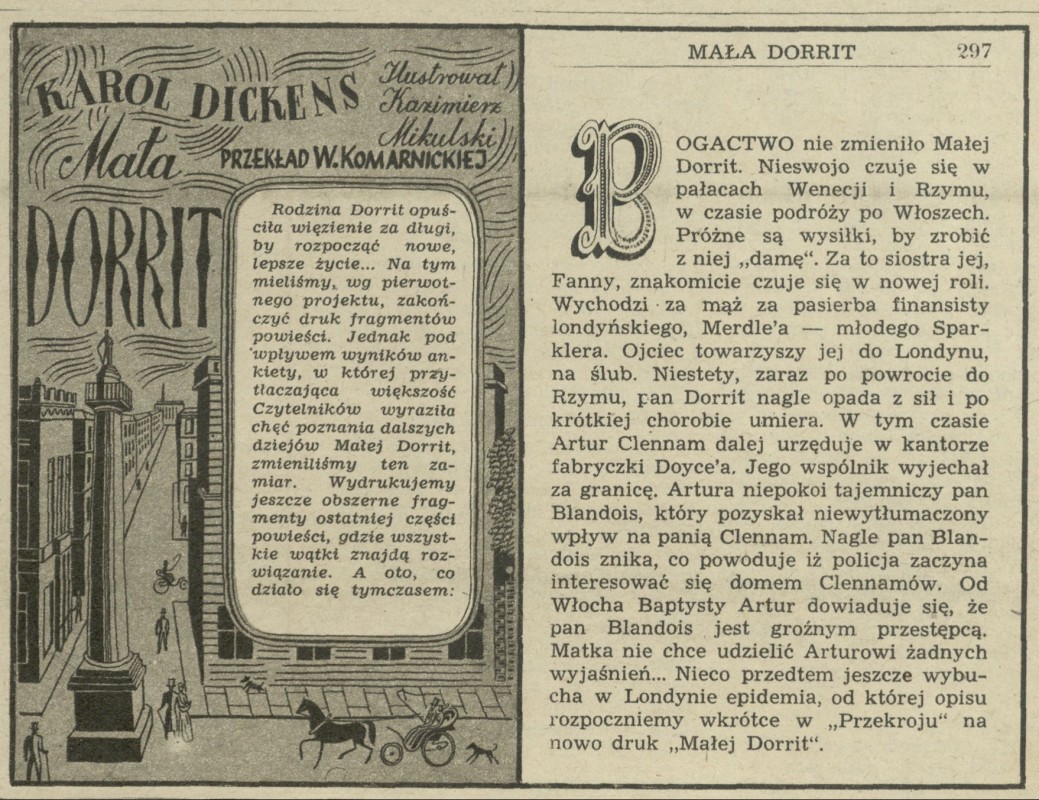 KAROL DICKENS
Ilustrował
Kazimierz
Mikulski
Mała
PRZEKŁAD W. KOMARNICKIEJ
DORRIT
Rodzina Dorrit opuś-
ciła więzienie za długi,
by rozpocząć nowe,
lepsze życie... Na tym
mieliśmy, wg pierwot-
nego projektu, zakoń-
czyć druk fragmentów
powieści. Jednak pod
wpływem wyników an-
kiety, w której przy-
tłaczająca większość
Czytelników wyraziła
chęć poznania dalszych
dziejów Małej Dorrit,
zmieniliśmy ten za-
miar. Wydrukujemy
jeszcze obszerne frag-
menty ostatniej części
powieści, gdzie wszyst-
kie wątki znajdą roz-
wiązanie. A oto, co
działo się tymczasem:
MAŁA DORRIT 297
BOGACTWO nie zmieniło Małej
Dorrit. Nieswojo czuje się w
pałacach Wenecji i Rzymu,
w czasie podróży po Włoszech.
Próżne są wysiłki, by zrobić
z niej „damę“. Za to siostra jej,
Fanny, znakomicie czuje się w nowej roli.
Wychodzi za mąż za pasierba finansisty
londyńskiego, Merdle'a — młodego Spar-
klera. Ojciec towarzyszy jej do Londynu,
na ślub. Niestety, zaraz po powrocie do
Rzymu, pan Dorrit nagle opada z sił i po
krótkiej chorobie umiera. W tym czasie
Artur Clennam dalej urzęduje w kantorze
fabryczki Doyce'a. Jego wspólnik wyjechał
za granicę. Artura niepokoi tajemniczy pan
Blandois, który pozyskał niewytłumaczony
wpływ na panią Clennam. Nagle pan Blan-
dois znika, co powoduje iż policja zaczyna
interesować się domem Clennamów. Od
Włocha Baptysty Artur dowiaduje się, że
pan Blandois jest groźnym przestępcą.
Matka nie chce udzielić Arturowi żadnych
wyjaśnień... Nieco przedtem jeszcze wybu-
cha w Londynie epidemia, od której opisu
rozpoczniemy wkrótce w „Przekroju“ na
nowo druk „Małej Dorrit“.